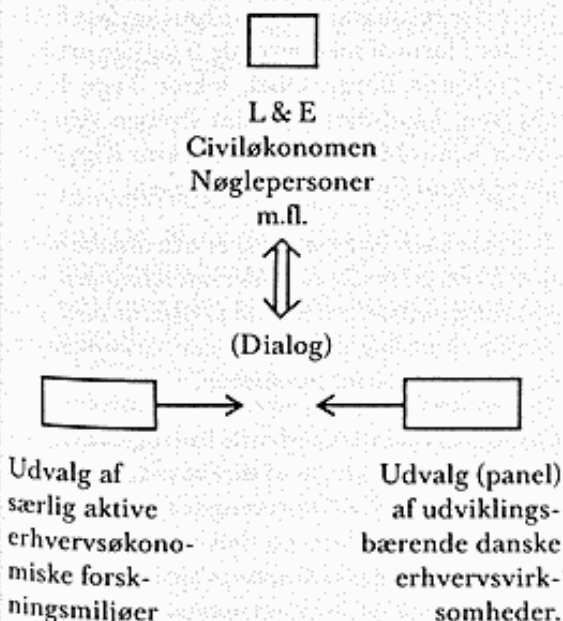 L & E
Civiløkonomen
Nøglepersoner
m.fl.
(Dialog)
Udvalg af
særlig aktive
erhvervsøkono-
miske forsk-
ningsmiljøer
Udvalg (panel)
af udviklings-
bærende danske
erhvervsvirk-
somheder.